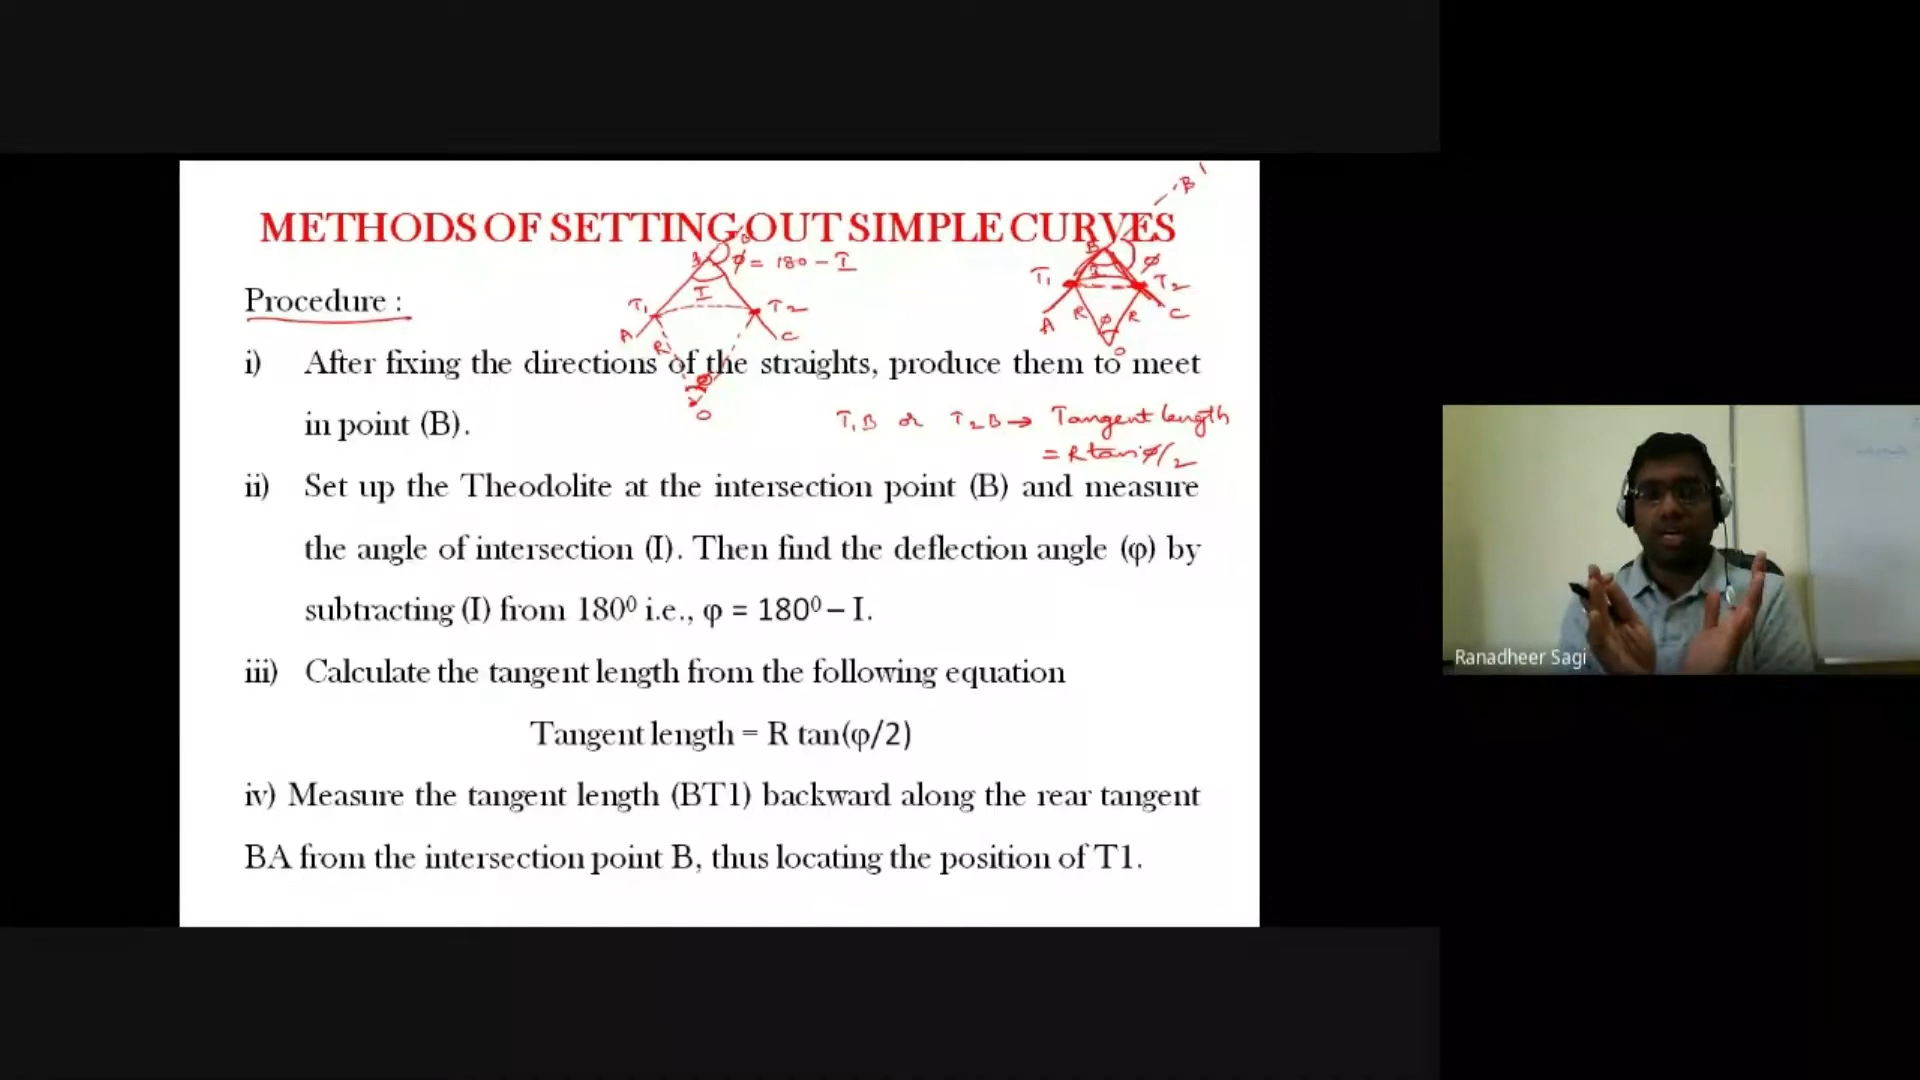 B'
METHODS OF SETTING OUT SIMPLE CURVES
B φ = 180 - I
B φ
I
I
T1 T2
T1 T2
A C
A C
R
R φ R
Procedure :
O
i) After fixing the directions of the straights, produce them to meet
φ
O
in point (B).
T1B or T2B → Tangent length
= R tan φ/2
ii) Set up the Theodolite at the intersection point (B) and measure
the angle of intersection (I). Then find the deflection angle (φ) by
subtracting (I) from 180⁰ i.e., φ = 180⁰ – I.
iii) Calculate the tangent length from the following equation
Tangent length = R tan(φ/2)
iv) Measure the tangent length (BT1) backward along the rear tangent
BA from the intersection point B, thus locating the position of T1.
Ranadheer Sagi